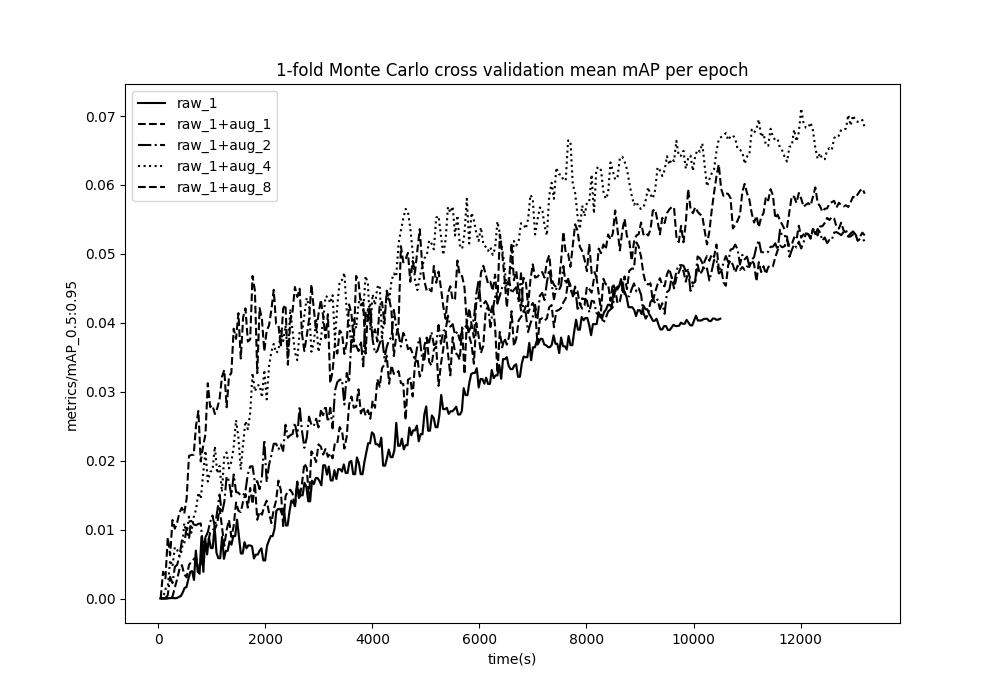 1-fold Monte Carlo cross validation mean mAP per epoch
raw_1
raw_1+aug_1
raw_1+aug_2
raw_1+aug_4
raw_1+aug_8
metrics/mAP_0.5:0.95
0.07
0.06
0.05
0.04
0.03
0.02
0.01
0.00
0 2000 4000 6000 8000 10000 12000
time(s)